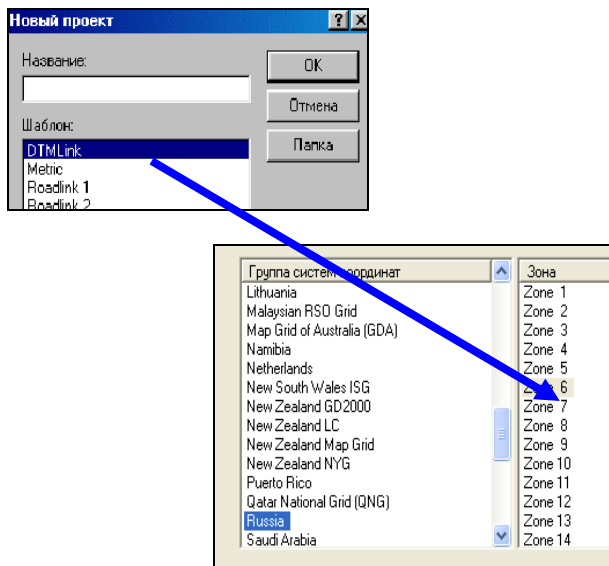 Новый проект
Название:
OK
Отмена
Папка
Шаблон:
DTMLink
Metric
Roadlink 1
Roadlink 2
Группа систем координат
Зона
Lithuania
Zone 1
Malaysian RSO Grid
Zone 2
Map Grid of Australia (GDA)
Zone 3
Namibia
Zone 4
Netherlands
Zone 5
New South Wales ISG
Zone 6
New Zealand GD2000
Zone 7
New Zealand LC
Zone 8
New Zealand Map Grid
Zone 9
New Zealand NYG
Zone 10
Puerto Rico
Zone 11
Qatar National Grid (QNG)
Zone 12
Russia
Zone 13
Saudi Arabia
Zone 14